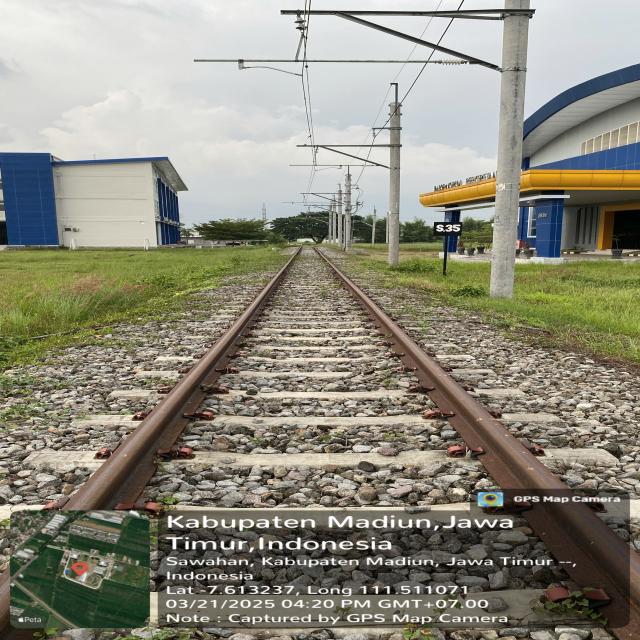 S.35
GPS Map Camera
Kabupaten Madiun,Jawa
Timur,Indonesia
Sawahan, Kabupaten Madiun, Jawa Timur --,
Indonesia
Lat -7.613237, Long 111.511071
03/21/2025 04:20 PM GMT+07.00
Note : Captured by GPS Map Camera
Peta